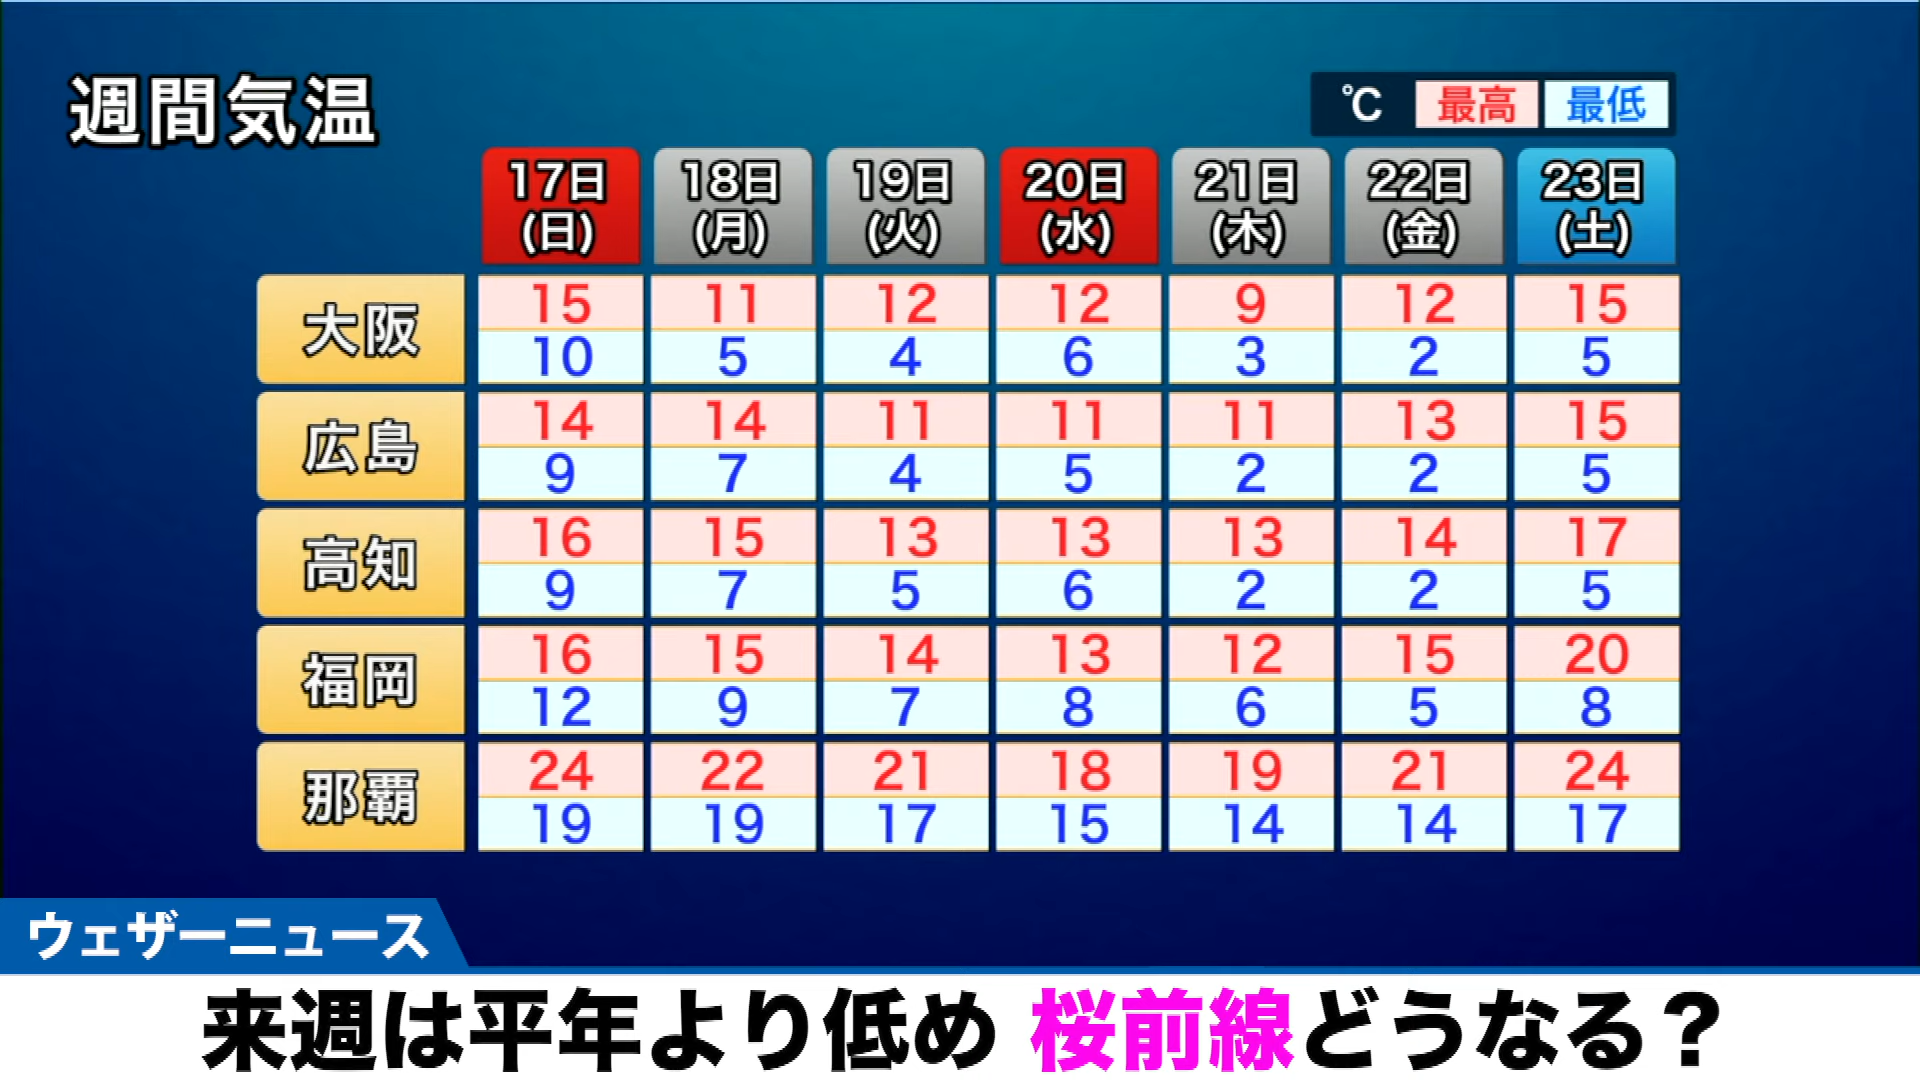 週間気温
℃ 最高 最低
17日 18日 19日 20日 21日 22日 23日
(日) (月) (火) (水) (木) (金) (土)
大阪 15 11 12 12 9 12 15
10 5 4 6 3 2 5
広島 14 14 11 11 11 13 15
9 7 4 5 2 2 5
高知 16 15 13 13 13 14 17
9 7 5 6 2 2 5
福岡 16 15 14 13 12 15 20
12 9 7 8 6 5 8
那覇 24 22 21 18 19 21 24
19 19 17 15 14 14 17
ウェザーニュース
来週は平年より低め 桜前線どうなる？